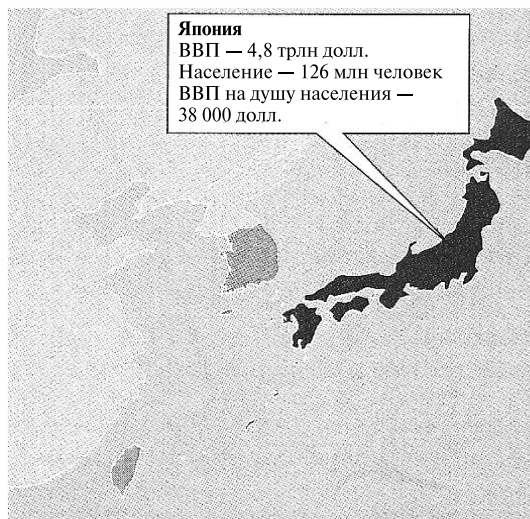 Япония
ВВП — 4,8 трлн долл.
Население — 126 млн человек
ВВП на душу населения —
38 000 долл.